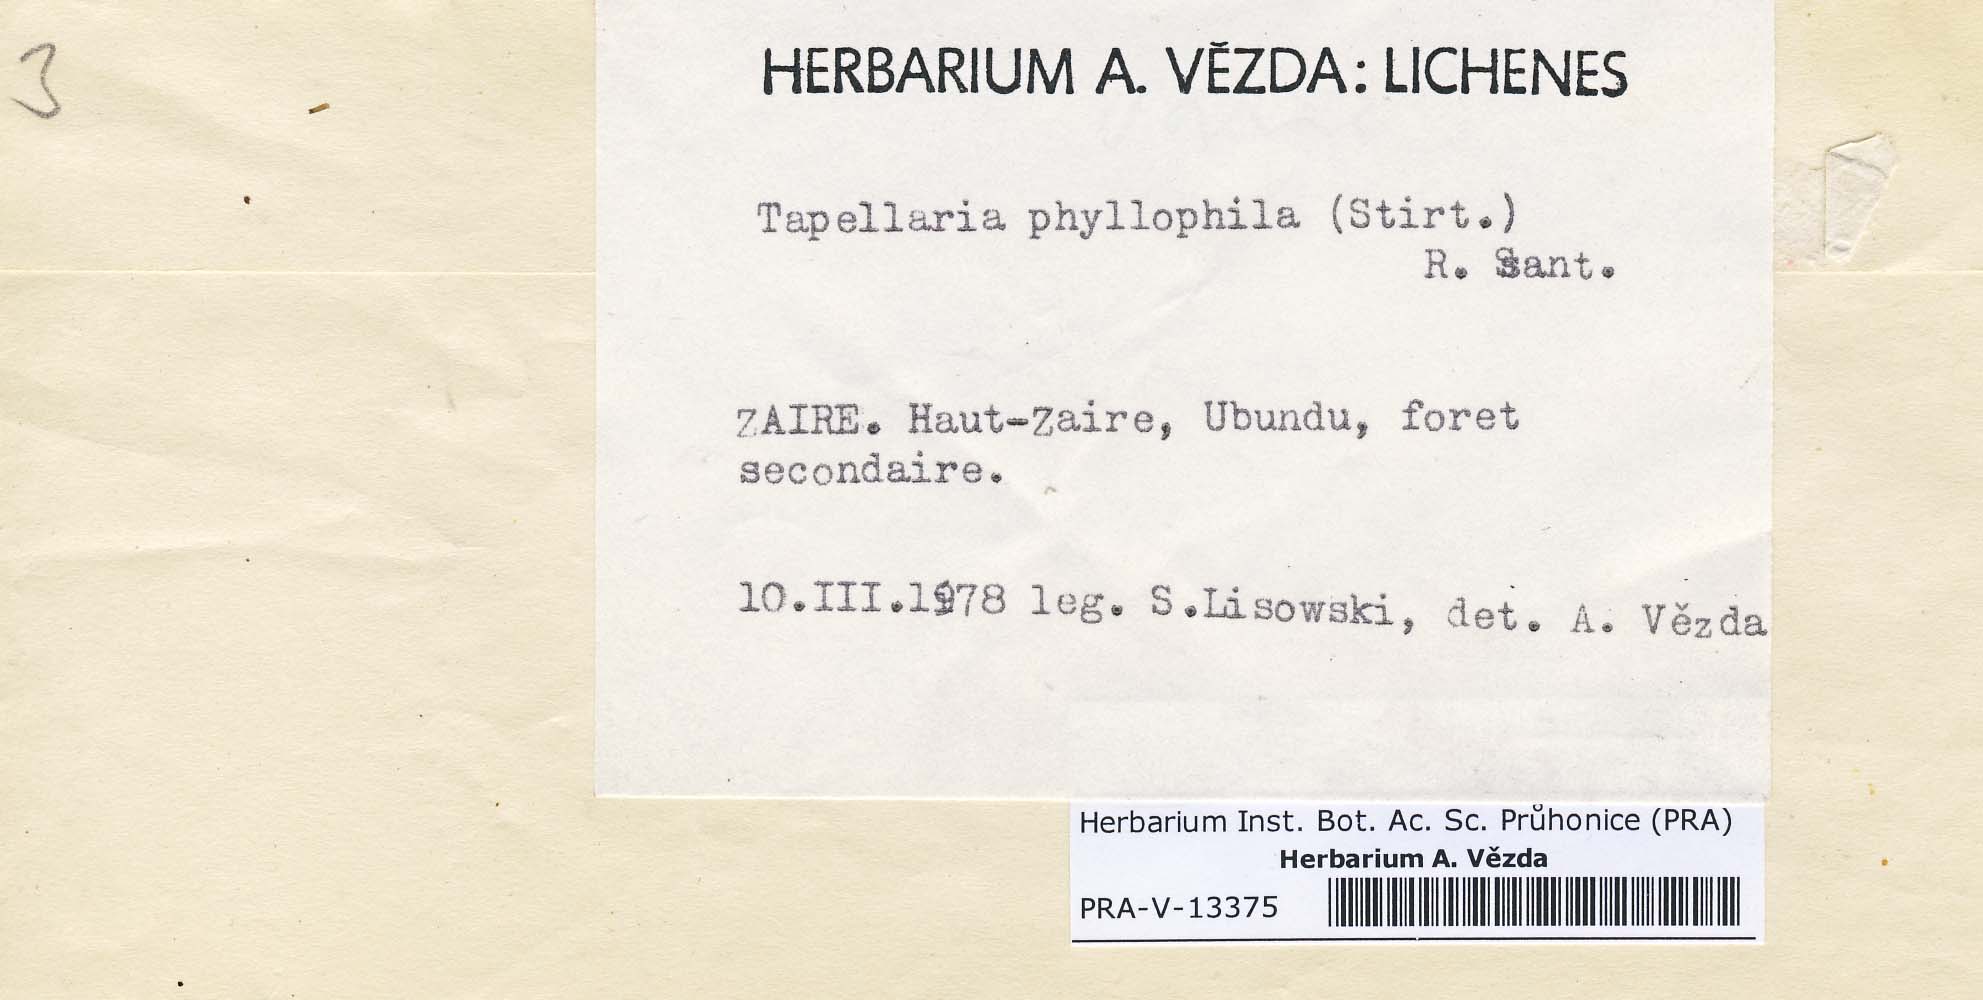 3
HERBARIUM A. VĚZDA: LICHENES
Tapellaria phyllophila (Stirt.)
R. Sant.
ZAIRE. Haut-Zaire, Ubundu, foret
secondaire.
10.III.1978 leg. S.Lisowski, det. A. Vězda
Herbarium Inst. Bot. Ac. Sc. Průhonice (PRA)
Herbarium A. Vězda
PRA-V-13375